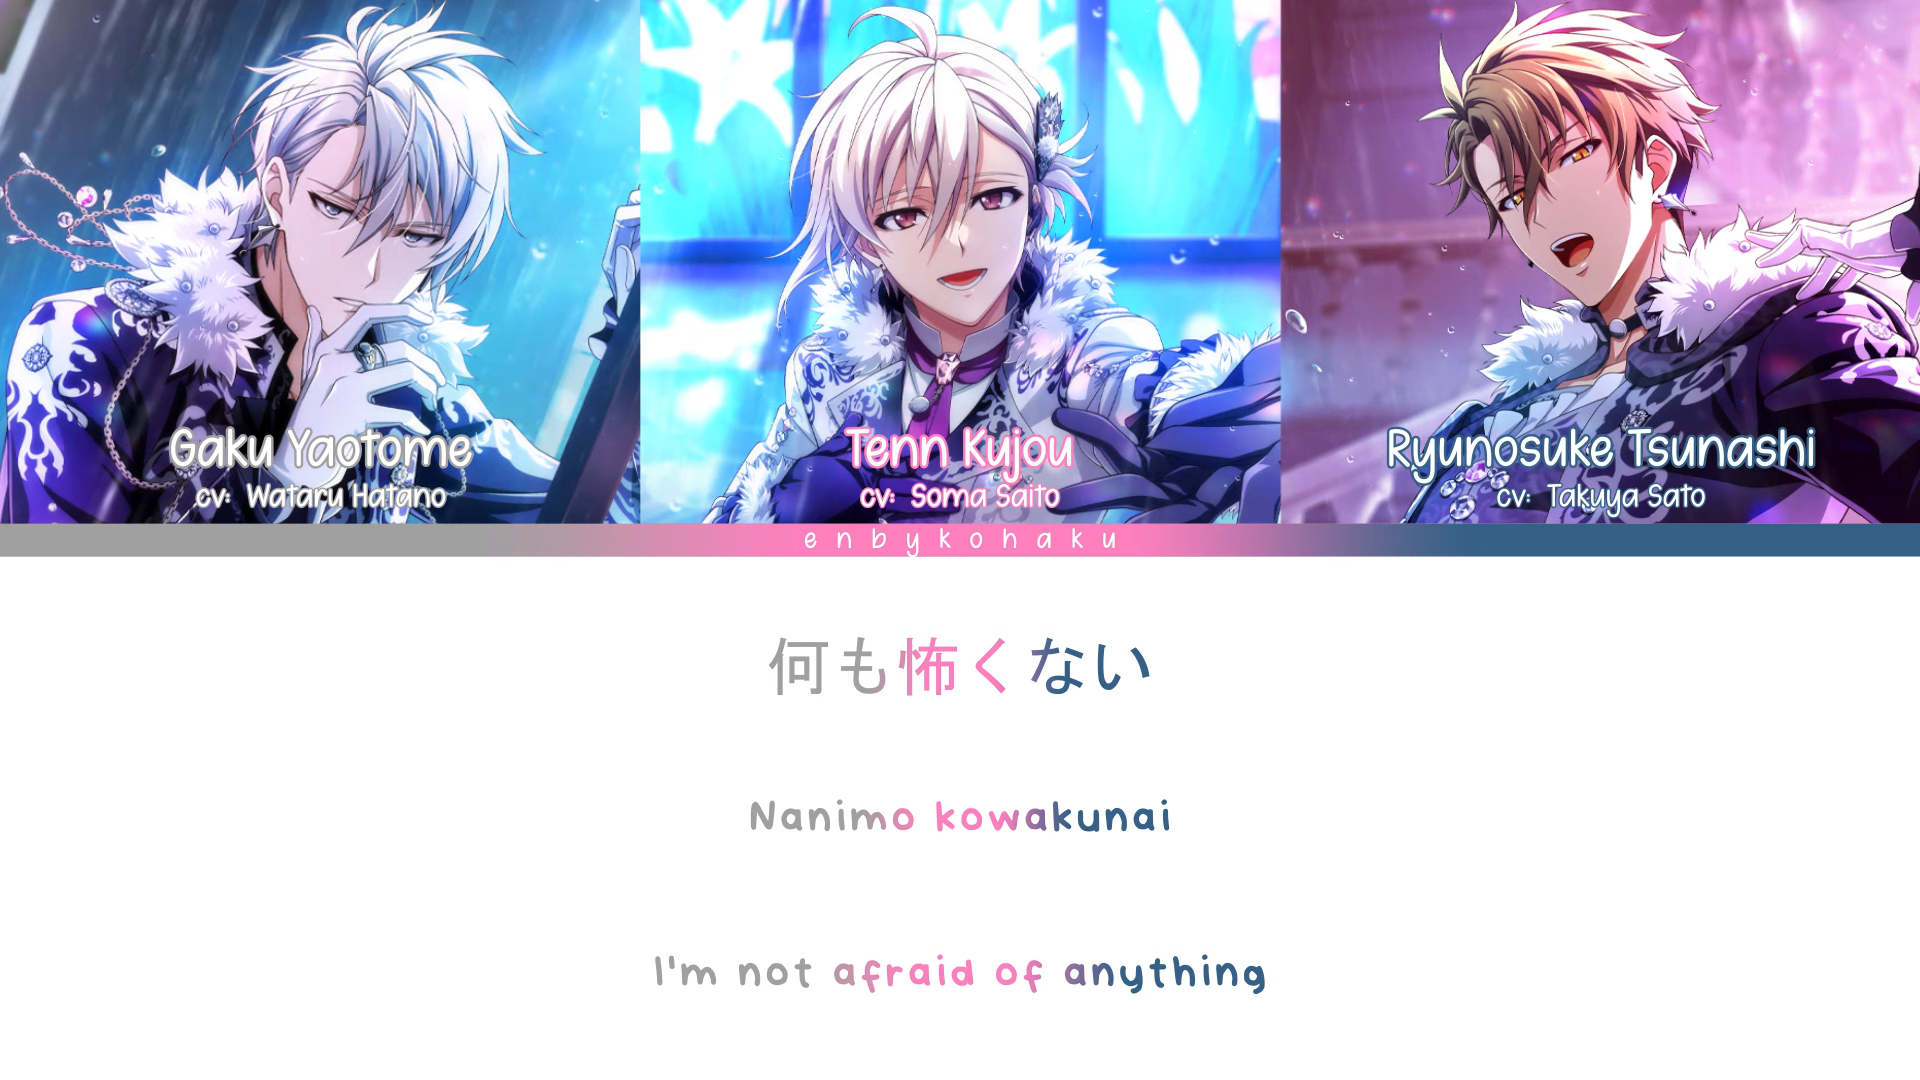 Gaku Yaotome
cv: Wataru Hatano
Tenn Kujou
cv: Soma Saito
Ryunosuke Tsunashi
cv: Takuya Sato
enbykohaku
何も怖くない
Nanimo kowakunai
I'm not afraid of anything